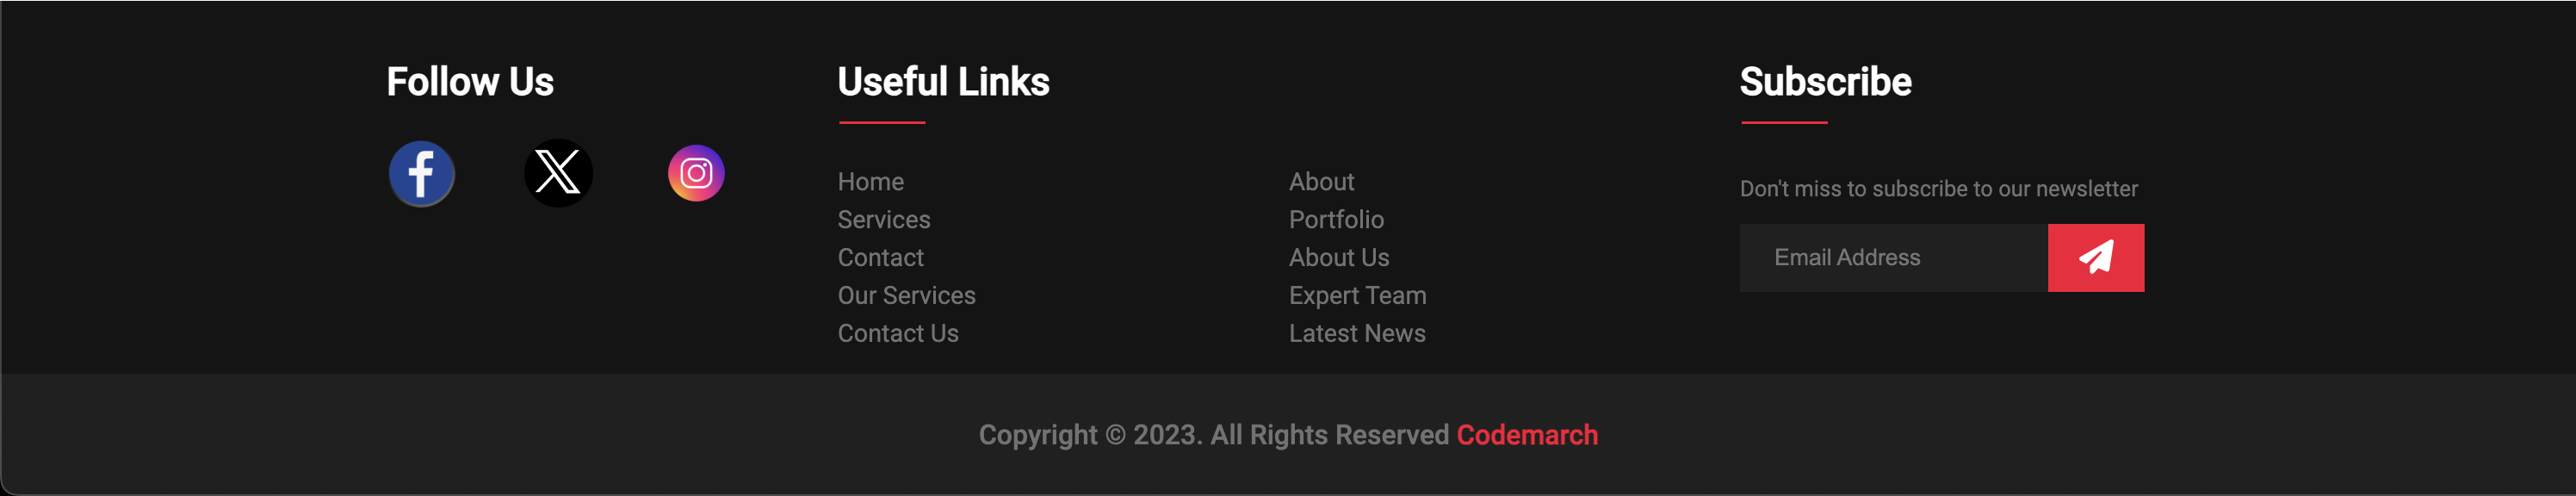 Follow Us
Useful Links
Home
Services
Contact
Our Services
Contact Us
About
Portfolio
About Us
Expert Team
Latest News
Subscribe
Don't miss to subscribe to our newsletter
Email Address
Copyright © 2023. All Rights Reserved Codemarch